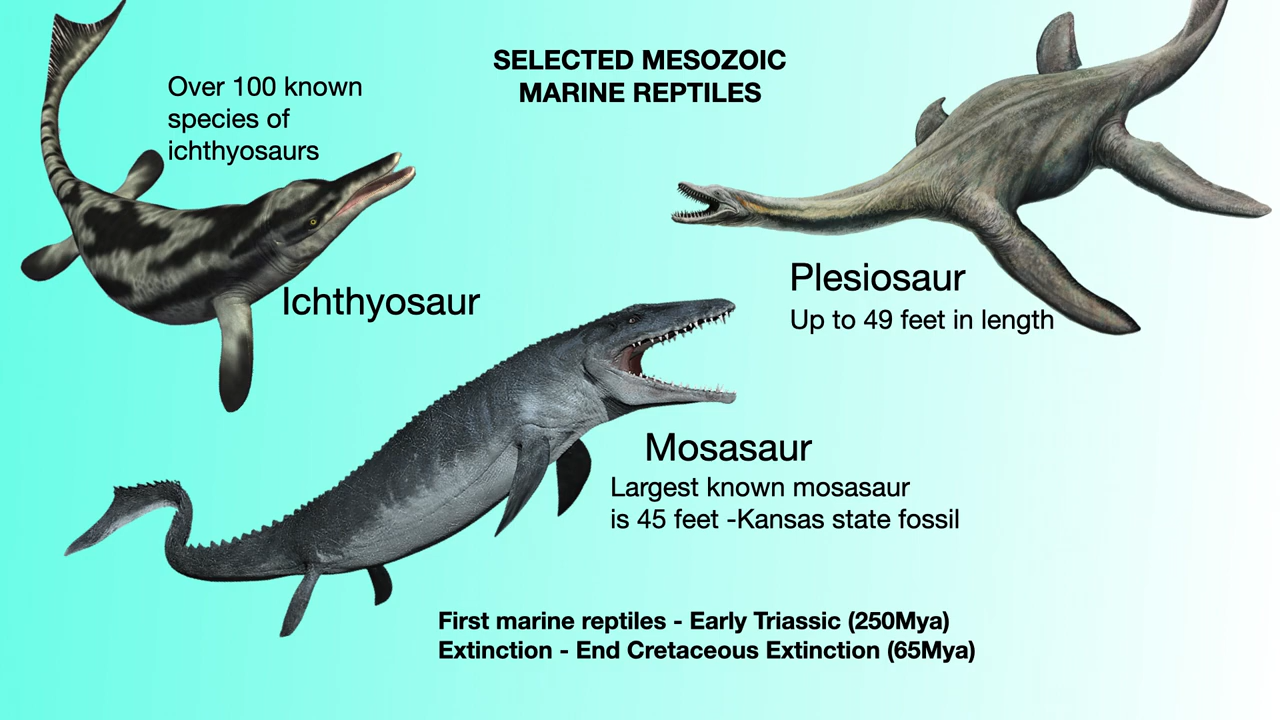 SELECTED MESOZOIC
MARINE REPTILES
Over 100 known
species of
ichthyosaurs
Ichthyosaur
Plesiosaur
Up to 49 feet in length
Mosasaur
Largest known mosasaur
is 45 feet -Kansas state fossil
First marine reptiles - Early Triassic (250Mya)
Extinction - End Cretaceous Extinction (65Mya)